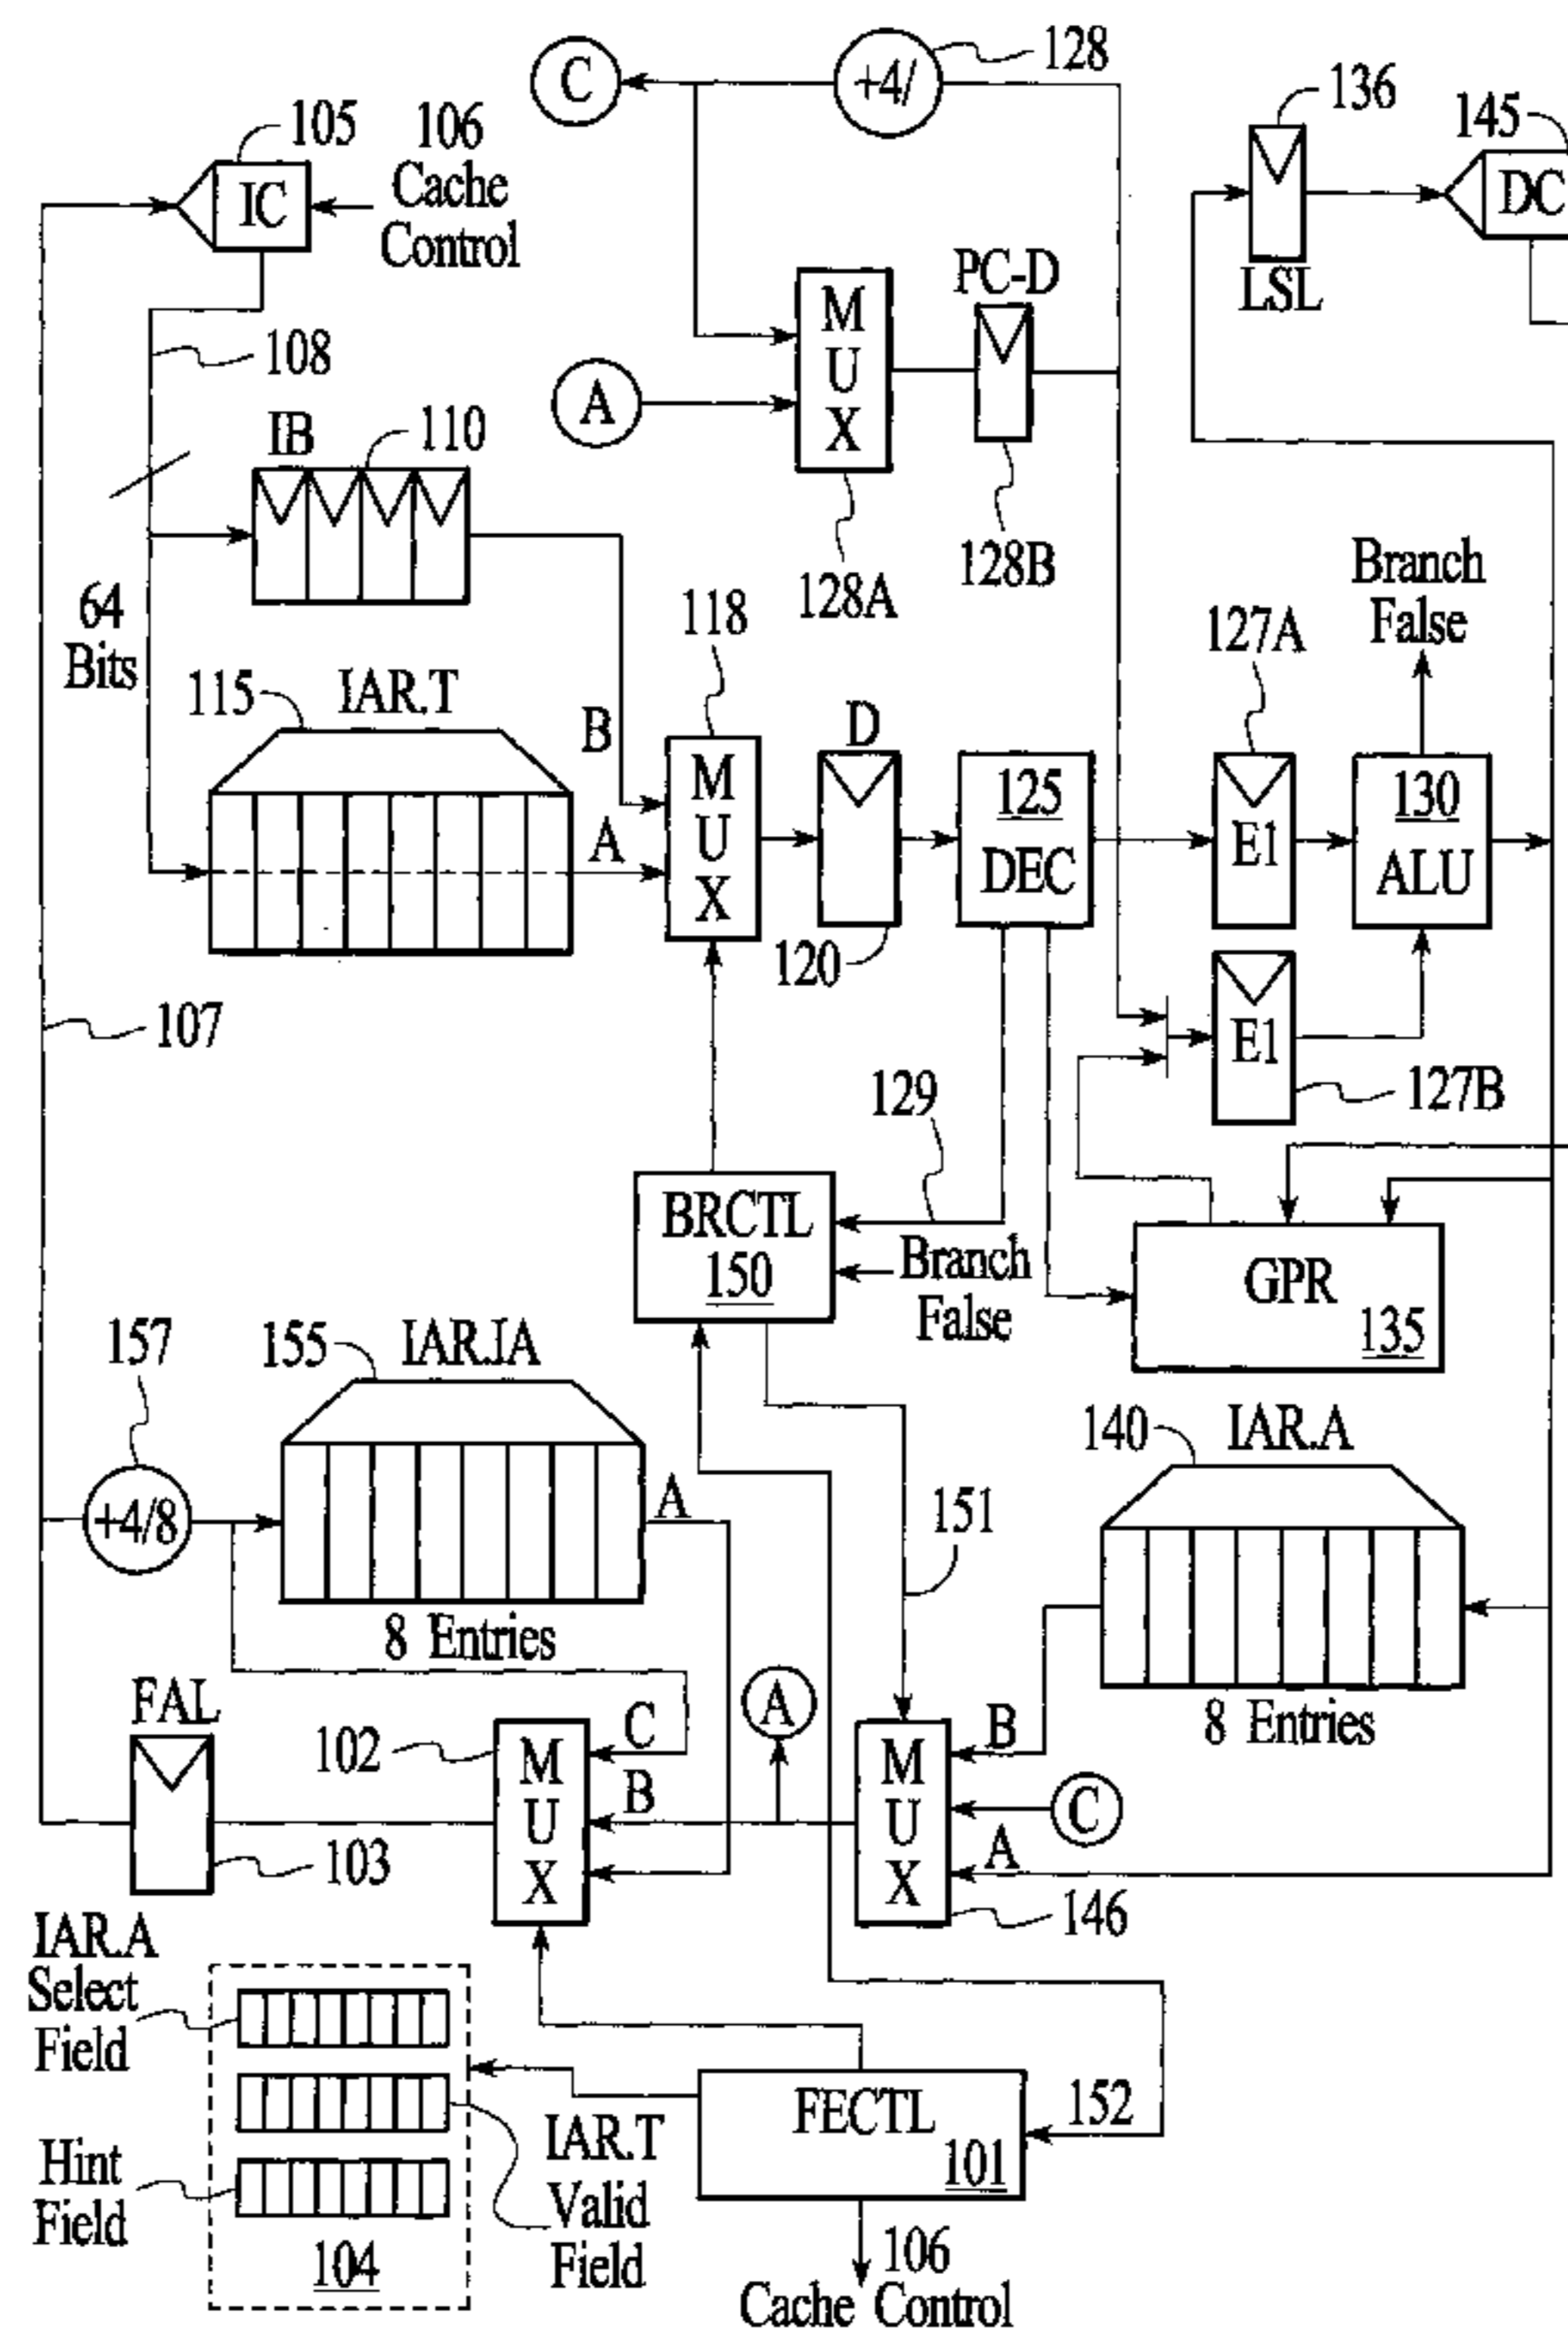 C
+4/
128
136
145
105
106
Cache
Control
IC
DC
LSL
PC-D
M
U
X
108
A
IB
110
128A
128B
Branch
False
64
Bits
118
127A
115
IAR.T
B
D
M
U
X
125
DEC
E1
130
ALU
A
120
107
E1
127B
129
BRCTL
150
Branch
False
GPR
135
157
155
IAR.IA
140
IAR.A
A
151
+4/8
8 Entries
8 Entries
FAL
102
M
U
X
C
B
A
M
U
X
B
C
A
103
146
IAR.A
Select
Field
Hint
Field
104
IAR.T
Valid
Field
FECTL
101
152
106
Cache Control